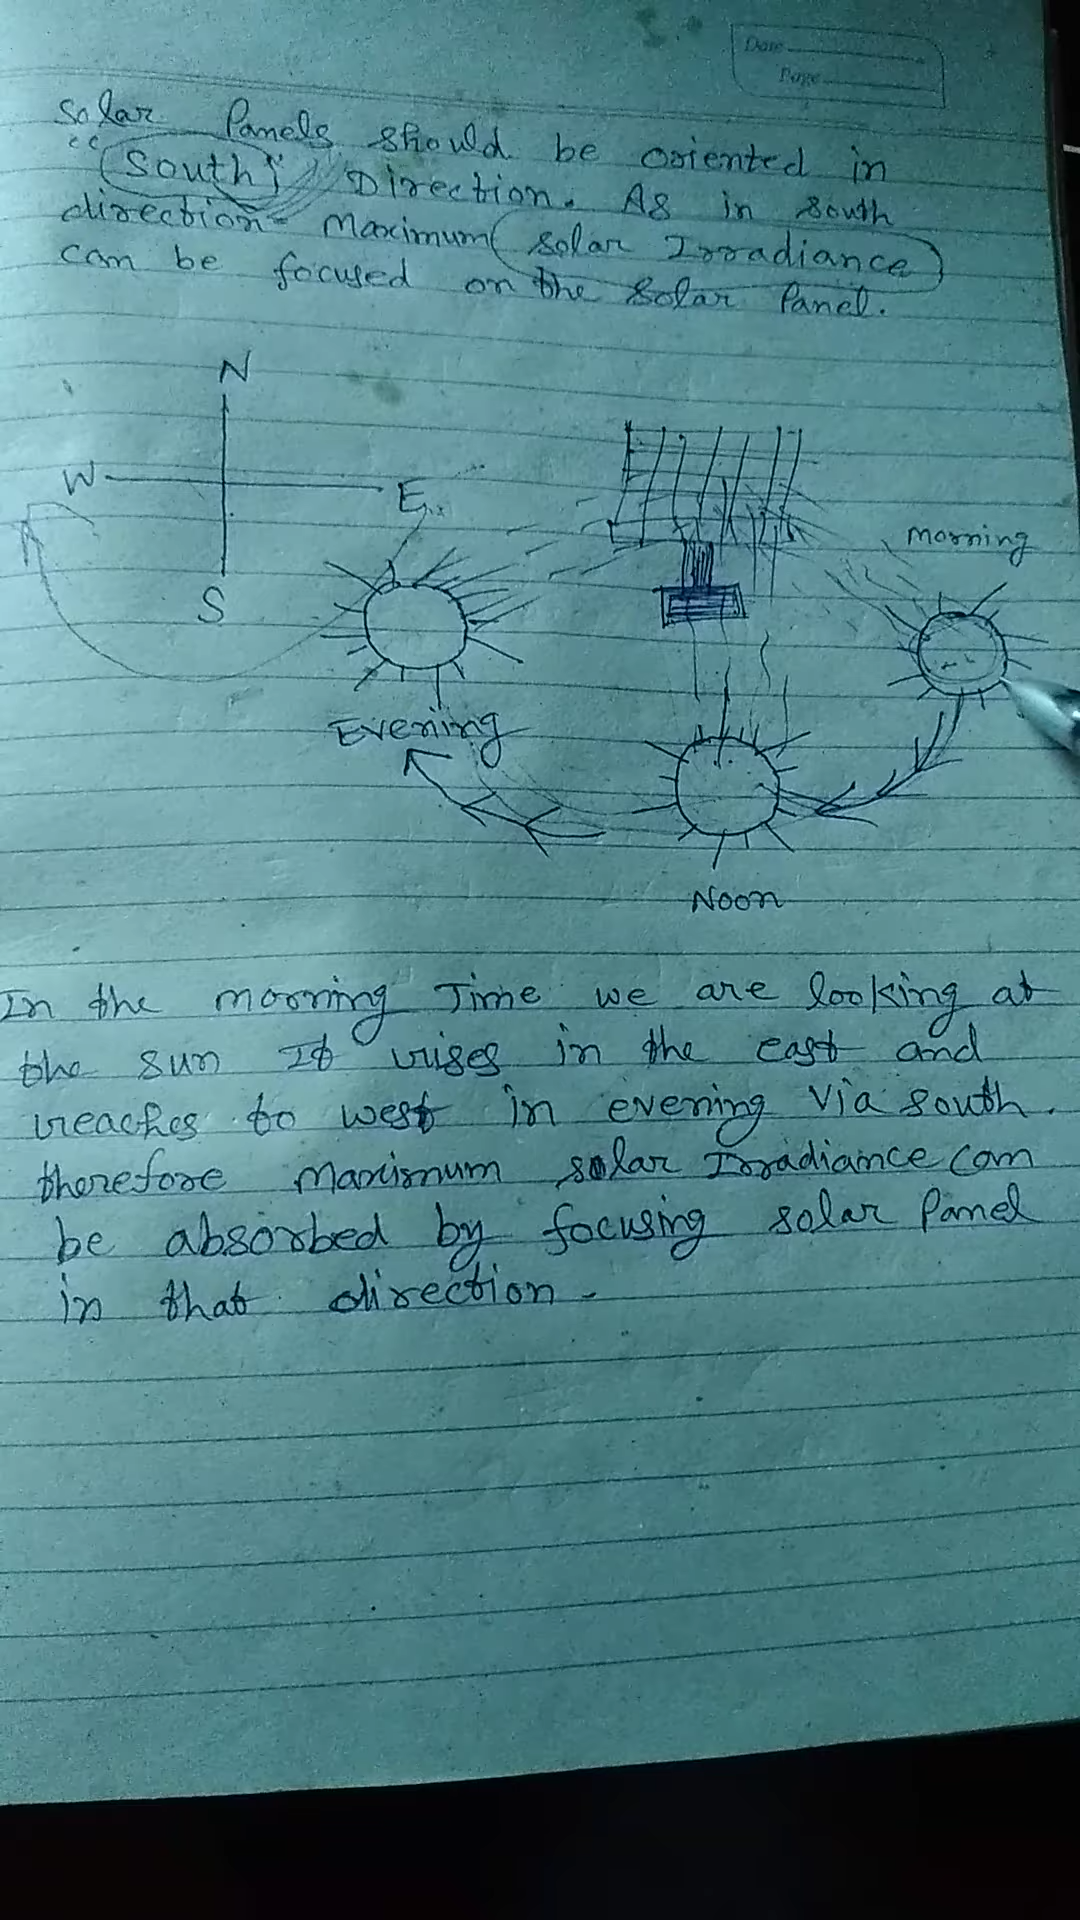 Date
Page
Solar Panels should be oriented in
"South" Direction. As in south
direction - Maximum (solar Irradiance)
can be focused on the solar Panel.
N
W
E
S
Morning
Evening
Noon
In the morning Time we are looking at
the sun It rises in the east and
reaches to west in evening Via south.
therefore Maximum solar Irradiance can
be absorbed by focusing solar Panel
in that direction.